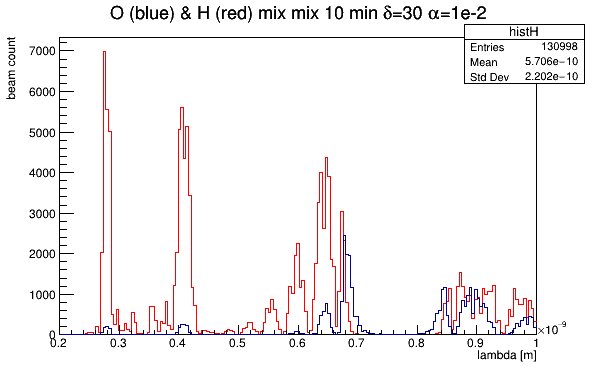 O (blue) & H (red) mix mix 10 min δ=30 α=1e-2
histH
Entries 130998
Mean 5.706e-10
Std Dev 2.202e-10
beam count
7000
6000
5000
4000
3000
2000
1000
0
0.2 0.3 0.4 0.5 0.6 0.7 0.8 0.9 1
×10⁻⁹
lambda [m]